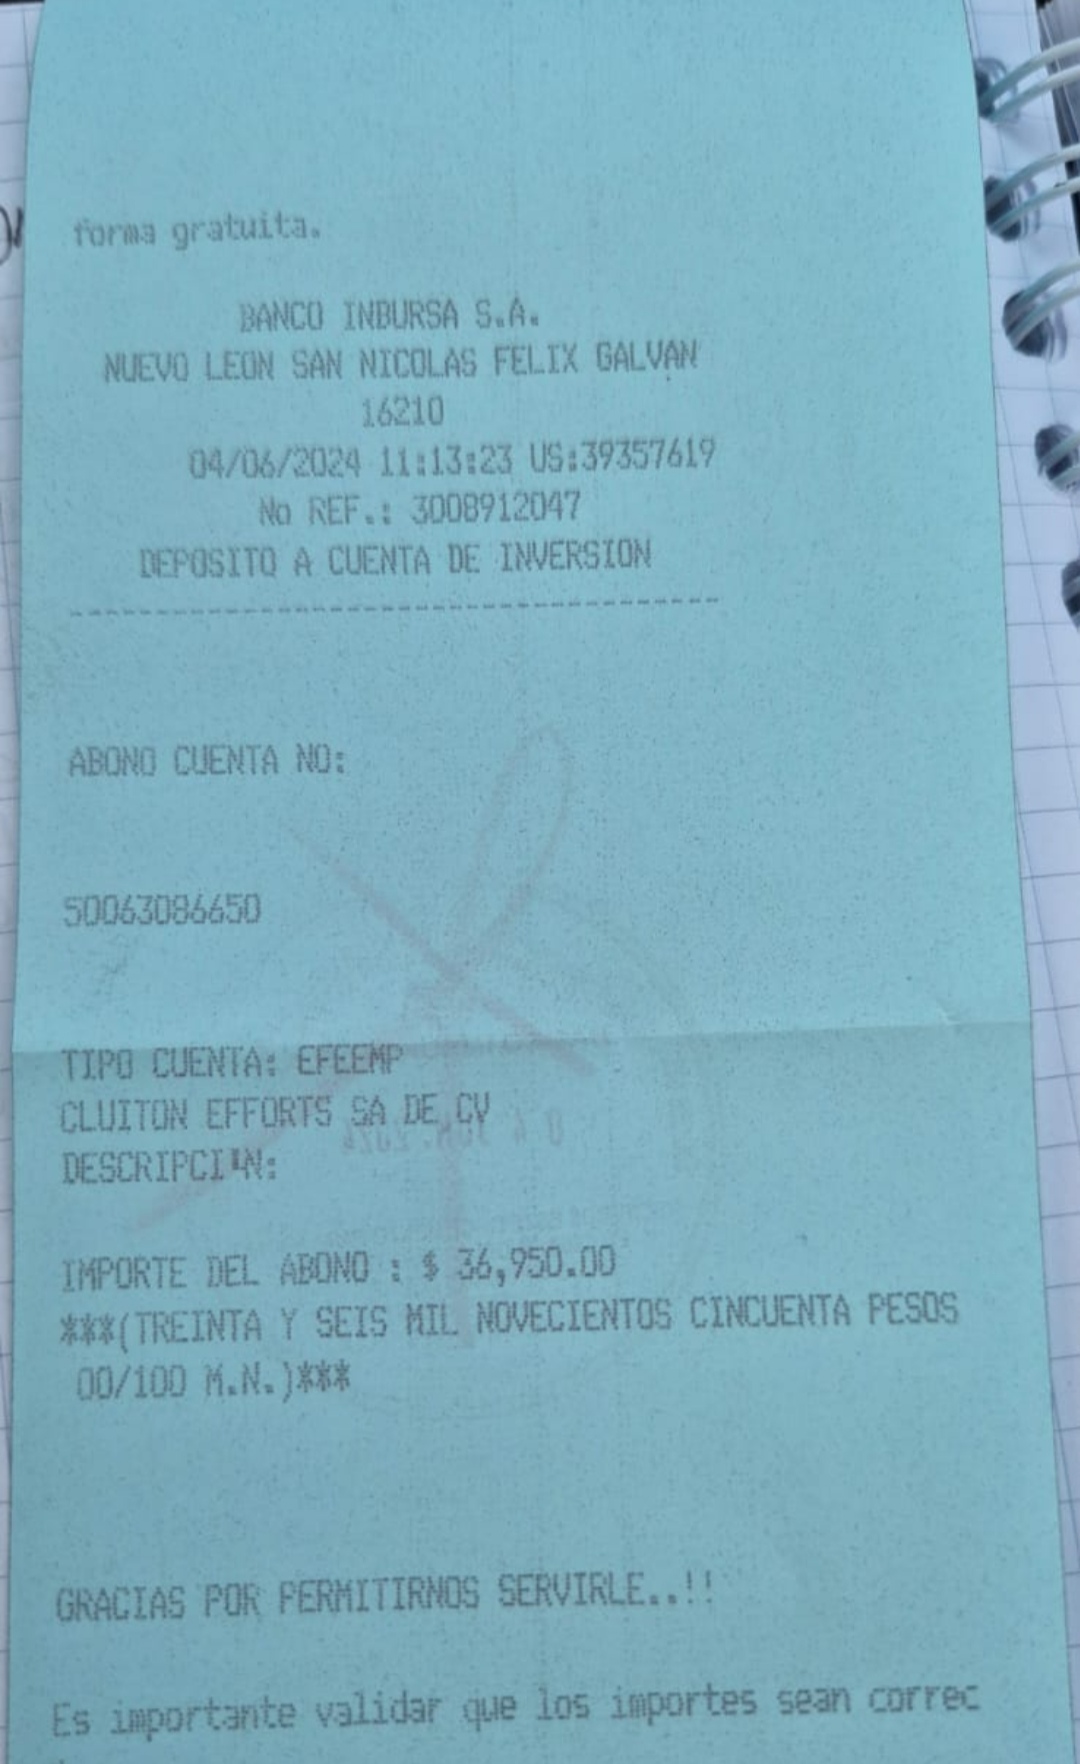 forma gratuita.
BANCO INBURSA S.A.
NUEVO LEON SAN NICOLAS FELIX GALVAN
16210
04/06/2024 11:13:23 US:39357619
No REF.: 3008912047
DEPOSITO A CUENTA DE INVERSION
--------------------------------------
ABONO CUENTA NO:
50063086650
TIPO CUENTA: EFEEMP
CLUITON EFFORTS SA DE CV
DESCRIPCI N:
IMPORTE DEL ABONO : $ 36,950.00
***(TREINTA Y SEIS MIL NOVECIENTOS CINCUENTA PESOS
00/100 M.N.)***
GRACIAS POR PERMITIRNOS SERVIRLE..!!
Es importante validar que los importes sean correc